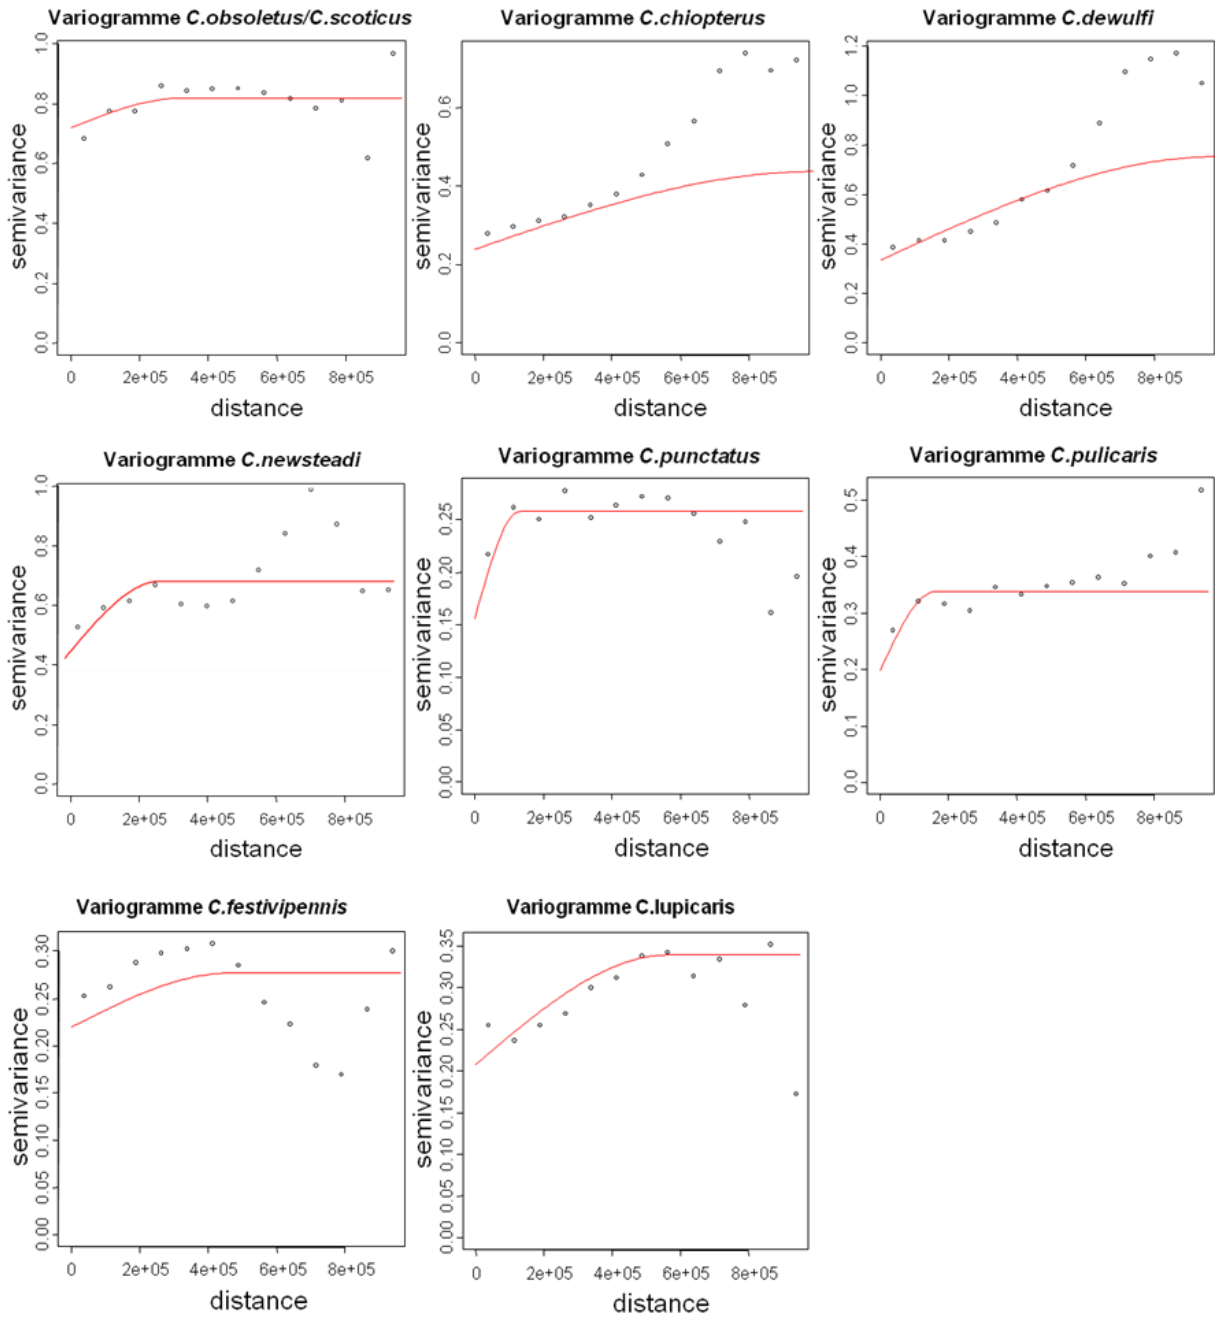 Variogramme C.obsoletus/C.scoticus
semivariance
0.0 0.2 0.4 0.6 0.8 1.0
0 2e+05 4e+05 6e+05 8e+05
distance
Variogramme C.chiopterus
semivariance
0.0 0.2 0.4 0.6
0 2e+05 4e+05 6e+05 8e+05
distance
Variogramme C.dewulfi
semivariance
0.0 0.2 0.4 0.6 0.8 1.0 1.2
0 2e+05 4e+05 6e+05 8e+05
distance
Variogramme C.newsteadi
semivariance
0.0 0.2 0.4 0.6 0.8 1.0
0 2e+05 4e+05 6e+05 8e+05
distance
Variogramme C.punctatus
semivariance
0.00 0.05 0.10 0.15 0.20 0.25
0 2e+05 4e+05 6e+05 8e+05
distance
Variogramme C.pulicaris
semivariance
0.0 0.1 0.2 0.3 0.4 0.5
0 2e+05 4e+05 6e+05 8e+05
distance
Variogramme C.festivipennis
semivariance
0.00 0.05 0.10 0.15 0.20 0.25 0.30
0 2e+05 4e+05 6e+05 8e+05
distance
Variogramme C.lupicaris
semivariance
0.00 0.05 0.10 0.15 0.20 0.25 0.30 0.35
0 2e+05 4e+05 6e+05 8e+05
distance